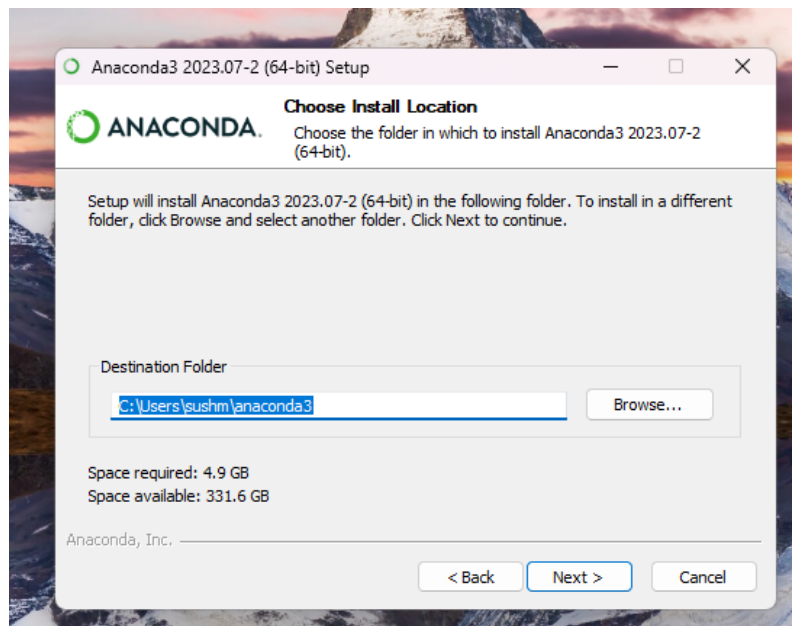 Anaconda3 2023.07-2 (64-bit) Setup
ANACONDA.
Choose Install Location
Choose the folder in which to install Anaconda3 2023.07-2
(64-bit).
Setup will install Anaconda3 2023.07-2 (64-bit) in the following folder. To install in a different
folder, click Browse and select another folder. Click Next to continue.
Destination Folder
C:\Users\sushm\anaconda3
Browse...
Space required: 4.9 GB
Space available: 331.6 GB
Anaconda, Inc.
< Back
Next >
Cancel